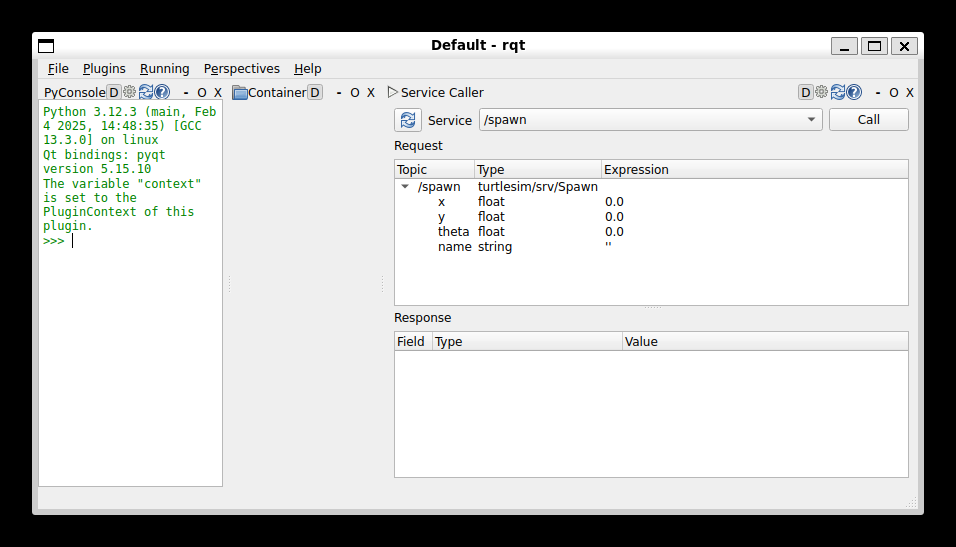 Default - rqt
File Plugins Running Perspectives Help
PyConsole D ? - O X Container D - O X Service Caller D ? - O X
Python 3.12.3 (main, Feb
4 2025, 14:48:35) [GCC
13.3.0] on linux
Qt bindings: pyqt
version 5.15.10
The variable "context"
is set to the
PluginContext of this
plugin.
>>>
Service /spawn Call
Request
Topic Type Expression
/spawn turtlesim/srv/Spawn
x float 0.0
y float 0.0
theta float 0.0
name string ''
Response
Field Type Value